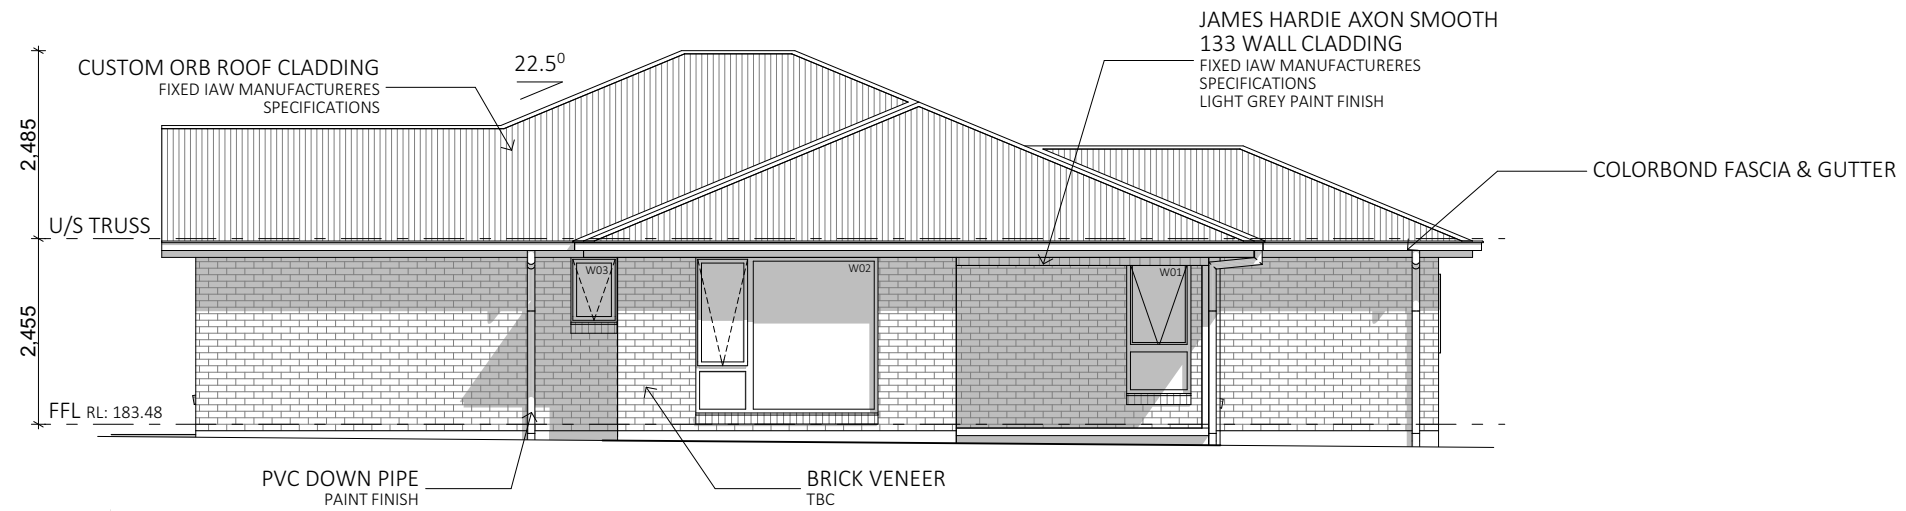 JAMES HARDIE AXON SMOOTH
133 WALL CLADDING
FIXED IAW MANUFACTURERES
SPECIFICATIONS
LIGHT GREY PAINT FINISH
CUSTOM ORB ROOF CLADDING
FIXED IAW MANUFACTURERES
SPECIFICATIONS
22.5⁰
2,485
COLORBOND FASCIA & GUTTER
U/S TRUSS
W03
W02
W01
2,455
FFL RL: 183.48
PVC DOWN PIPE
PAINT FINISH
BRICK VENEER
TBC